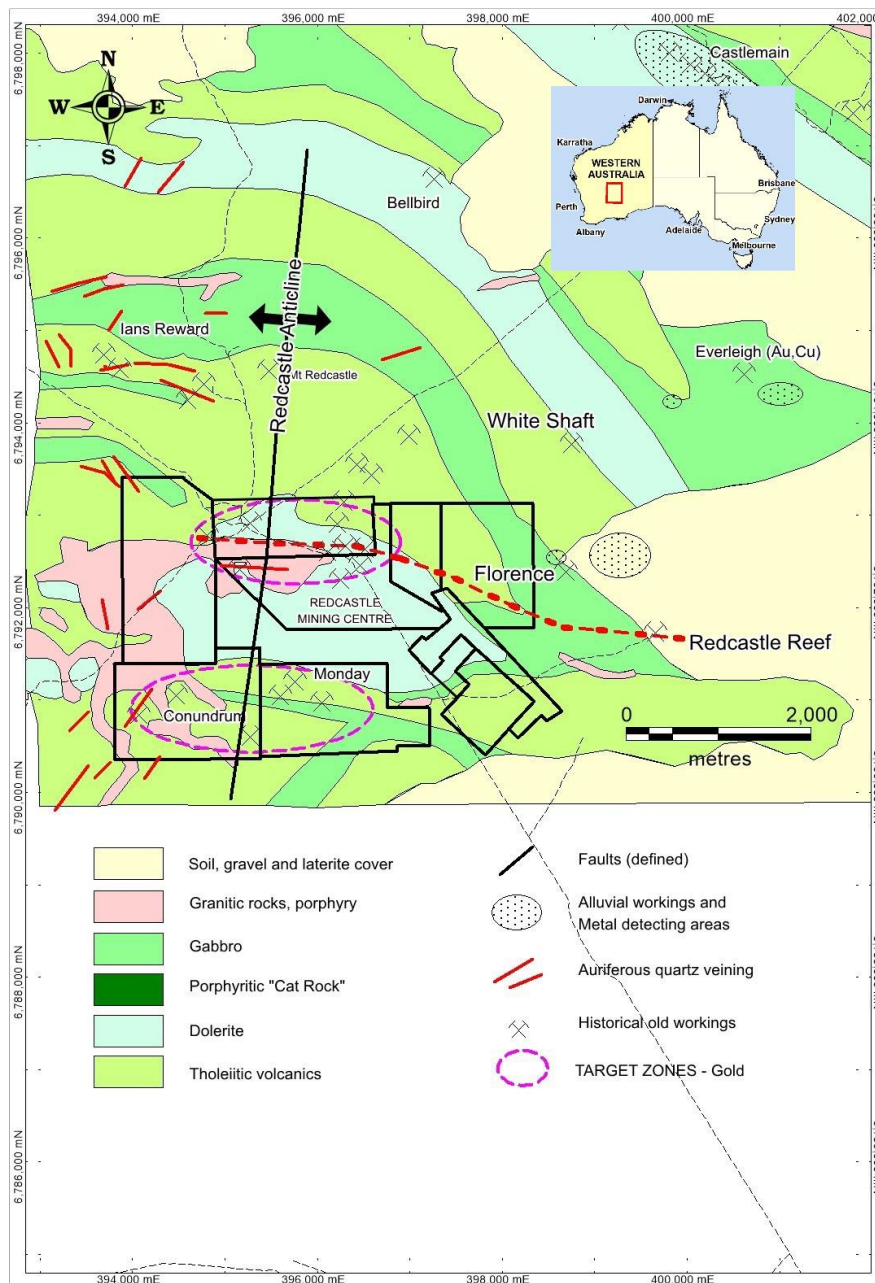 394,000 mE
396,000 mE
398,000 mE
400,000 mE
402,000
6,798,000 mN
6,796,000 mN
6,794,000 mN
6,792,000 mN
6,790,000 mN
6,788,000 mN
6,786,000 mN
N
W
E
S
Castlemain
Darwin
Karratha
WESTERN
AUSTRALIA
Brisbane
Perth
Sydney
Adelaide
Albany
Melbourne
Bellbird
Redcastle Anticline
Ians Reward
Mt Redcastle
Everleigh (Au,Cu)
White Shaft
Florence
REDCASTLE
MINING CENTRE
Redcastle Reef
Monday
Conundrum
0
2,000
metres
Soil, gravel and laterite cover
Granitic rocks, porphyry
Gabbro
Porphyritic "Cat Rock"
Dolerite
Tholeiitic volcanics
Faults (defined)
Alluvial workings and
Metal detecting areas
Auriferous quartz veining
Historical old workings
TARGET ZONES - Gold
394,000 mE
396,000 mE
398,000 mE
400,000 mE